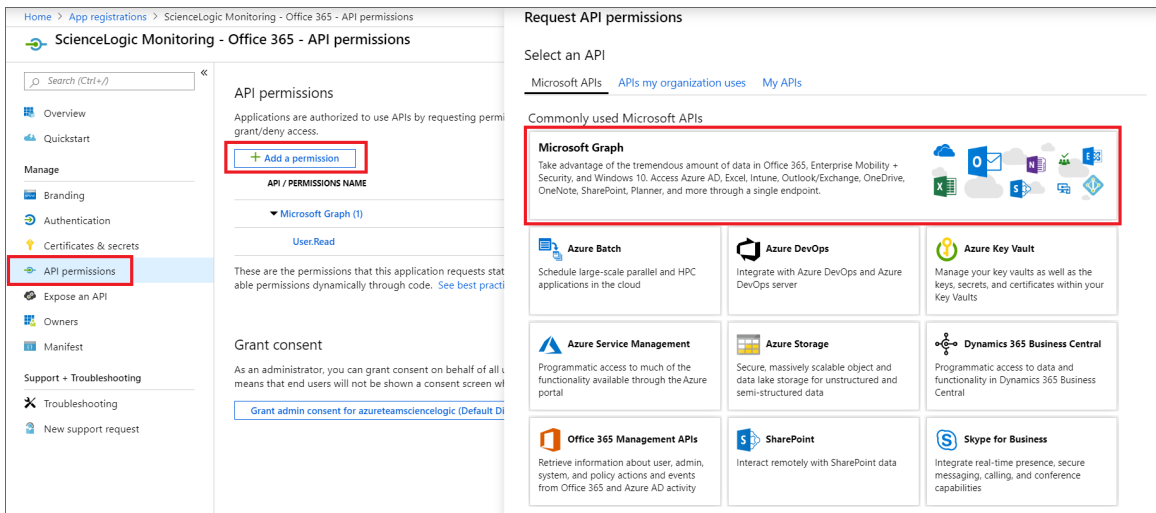 Home > App registrations > ScienceLogic Monitoring - Office 365 - API permissions
ScienceLogic Monitoring - Office 365 - API permissions
Search (Ctrl+/)
«
Overview
Quickstart
Manage
Branding
Authentication
Certificates & secrets
API permissions
Expose an API
Owners
Manifest
Support + Troubleshooting
Troubleshooting
New support request
API permissions
Applications are authorized to use APIs by requesting permi
grant/deny access.
+ Add a permission
API / PERMISSIONS NAME
Microsoft Graph (1)
User.Read
These are the permissions that this application requests stat
able permissions dynamically through code. See best practi
Grant consent
As an administrator, you can grant consent on behalf of all u
means that end users will not be shown a consent screen wh
Grant admin consent for azureteamsciencelogic (Default Di
Request API permissions
Select an API
Microsoft APIs APIs my organization uses My APIs
Commonly used Microsoft APIs
Microsoft Graph
Take advantage of the tremendous amount of data in Office 365, Enterprise Mobility +
Security, and Windows 10. Access Azure AD, Excel, Intune, Outlook/Exchange, OneDrive,
OneNote, SharePoint, Planner, and more through a single endpoint.
Azure Batch
Schedule large-scale parallel and HPC
applications in the cloud
Azure DevOps
Integrate with Azure DevOps and Azure
DevOps server
Azure Key Vault
Manage your key vaults as well as the
keys, secrets, and certificates within your
Key Vaults
Azure Service Management
Programmatic access to much of the
functionality available through the Azure
portal
Azure Storage
Secure, massively scalable object and
data lake storage for unstructured and
semi-structured data
Dynamics 365 Business Central
Programmatic access to data and
functionality in Dynamics 365 Business
Central
Office 365 Management APIs
Retrieve information about user, admin,
system, and policy actions and events
from Office 365 and Azure AD activity
SharePoint
Interact remotely with SharePoint data
Skype for Business
Integrate real-time presence, secure
messaging, calling, and conference
capabilities